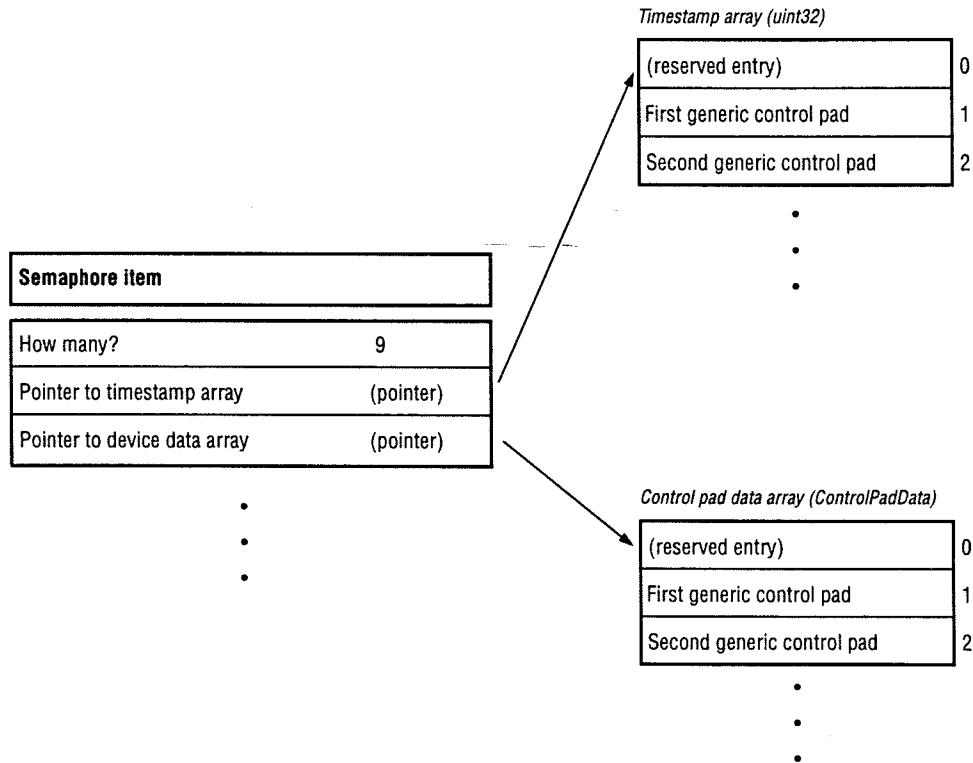 Timestamp array (uint32)
(reserved entry) 0
First generic control pad 1
Second generic control pad 2
Semaphore item
How many? 9
Pointer to timestamp array (pointer)
Pointer to device data array (pointer)
Control pad data array (ControlPadData)
(reserved entry) 0
First generic control pad 1
Second generic control pad 2